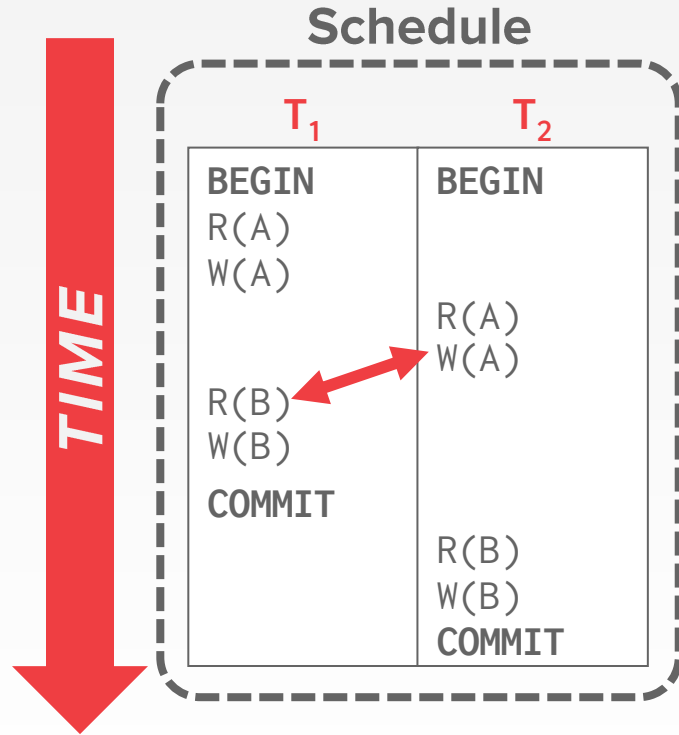 Schedule
TIME
T₁ T₂
BEGIN BEGIN
R(A)
W(A)
R(A)
W(A)
R(B)
W(B)
COMMIT
R(B)
W(B)
COMMIT